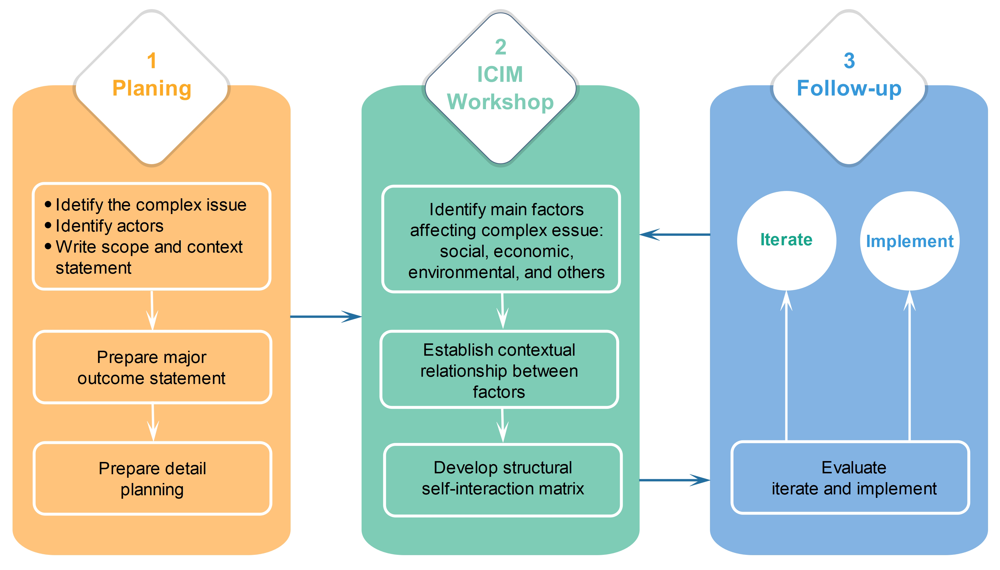 1
Planing
• Idetify the complex issue
• Identify actors
• Write scope and context
statement
Prepare major
outcome statement
Prepare detail
planning
2
ICIM
Workshop
Identify main factors
affecting complex essue:
social, economic,
environmental, and others
Establish contextual
relationship between
factors
Develop structural
self-interaction matrix
3
Follow-up
Iterate
Implement
Evaluate
iterate and implement